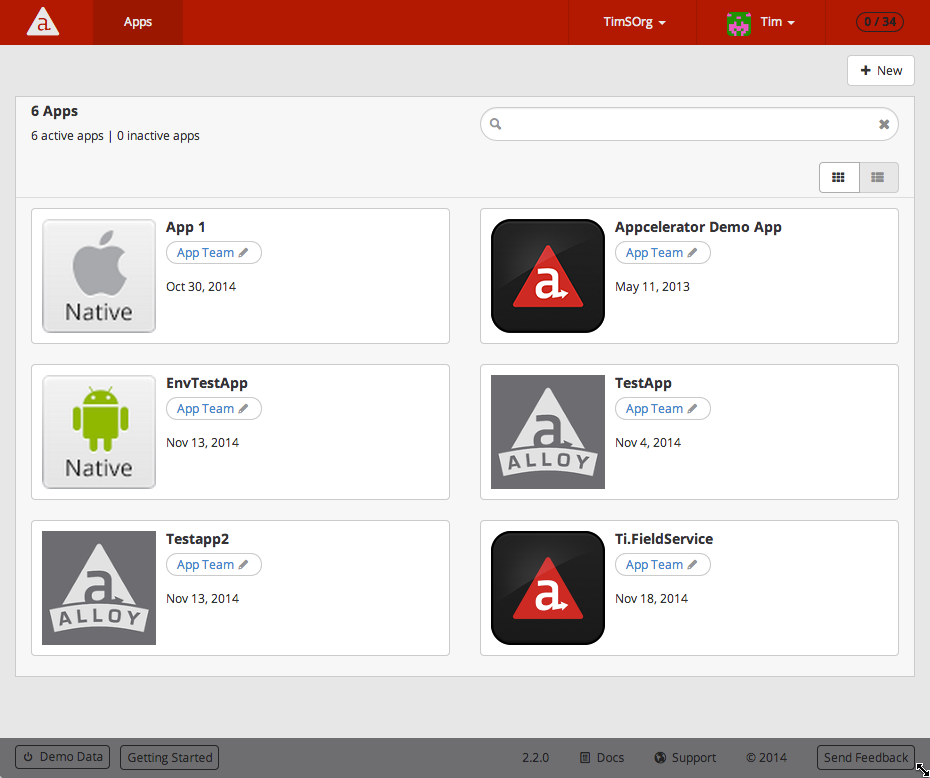 a Apps TimSOrg Tim 0 / 34
New
6 Apps
6 active apps | 0 inactive apps
App 1
App Team
Oct 30, 2014
Native
Appcelerator Demo App
App Team
May 11, 2013
a
EnvTestApp
App Team
Nov 13, 2014
Native
TestApp
App Team
Nov 4, 2014
a
ALLOY
Testapp2
App Team
Nov 13, 2014
a
ALLOY
Ti.FieldService
App Team
Nov 18, 2014
a
Demo Data Getting Started 2.2.0 Docs Support © 2014 Send Feedback